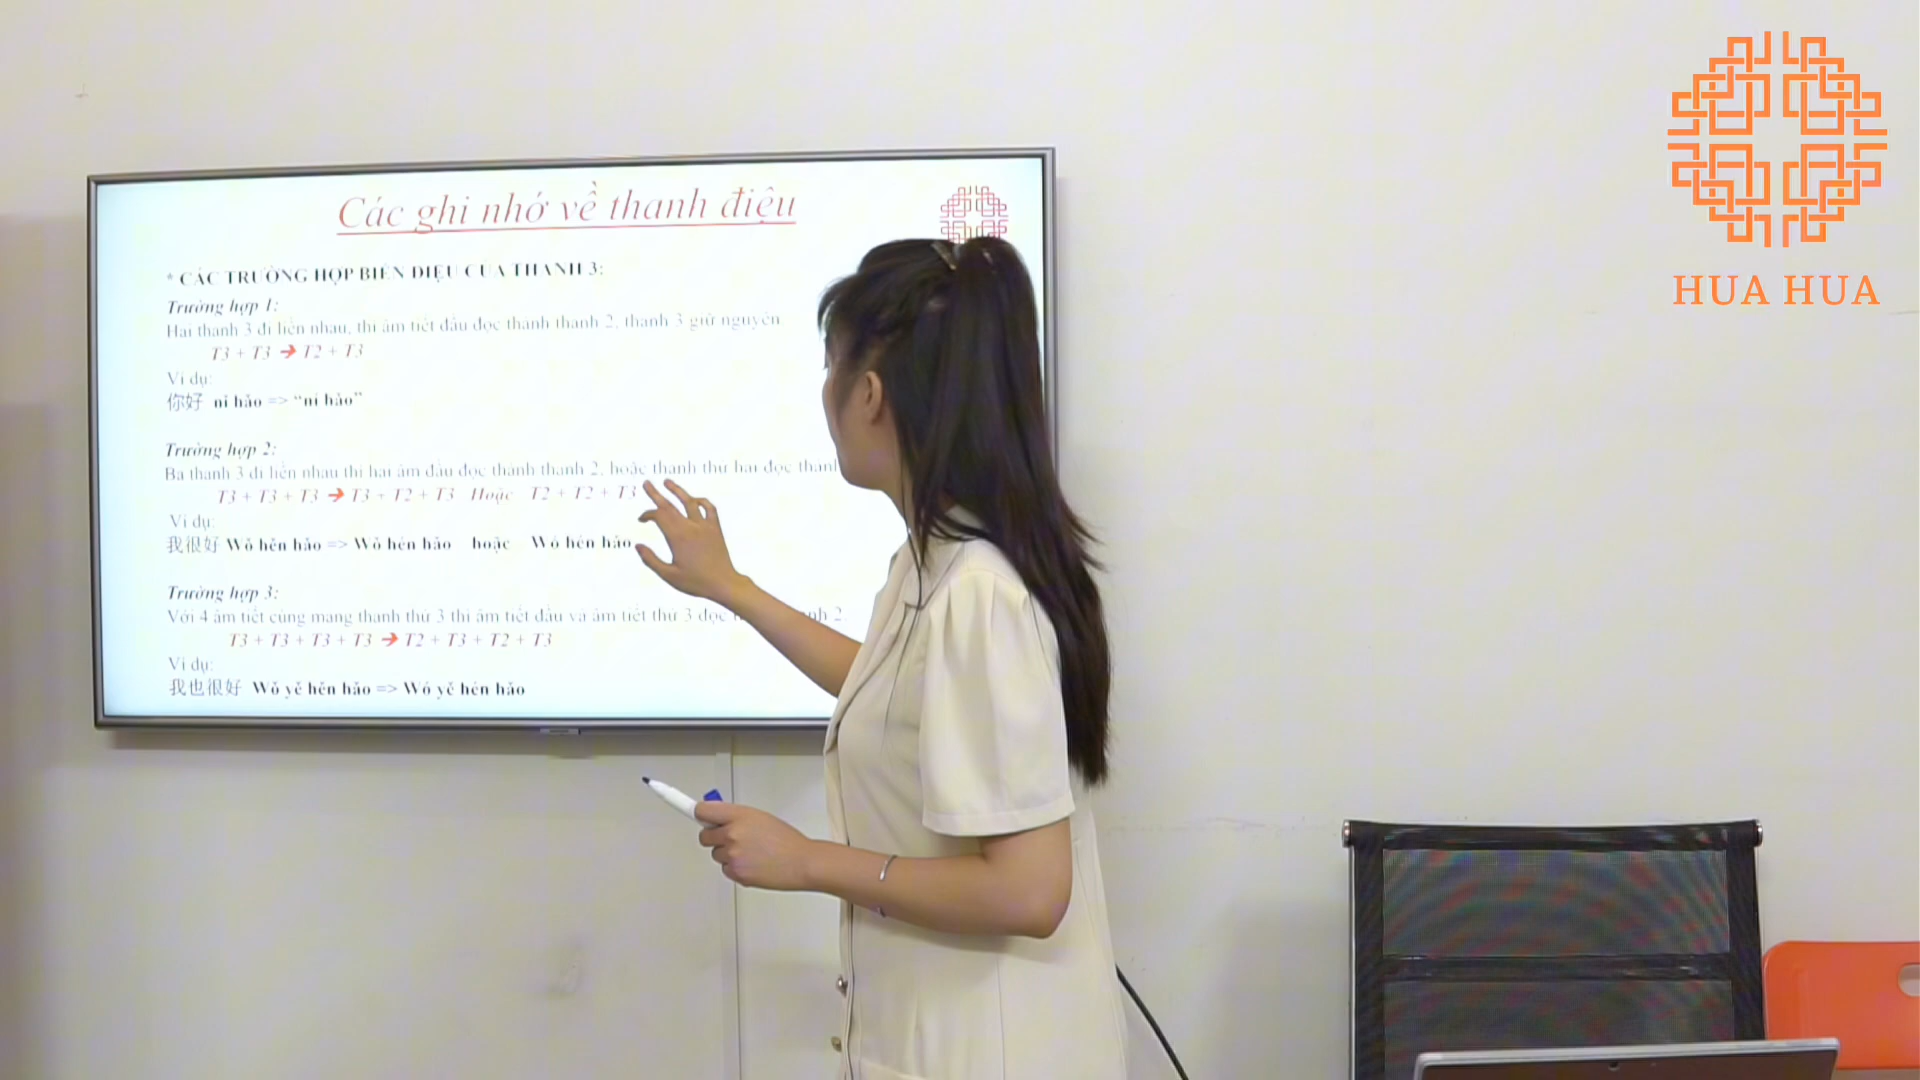 Các ghi nhớ về thanh điệu
* CÁC TRƯỜNG HỢP BIẾN ĐIỆU CỦA THANH 3:
Trường hợp 1:
Hai thanh 3 đi liền nhau, thì âm tiết đầu đọc thành thanh 2, thanh 3 giữ nguyên
T3 + T3 ➔ T2 + T3
Ví dụ:
你好 nǐ hǎo => “ní hǎo”
Trường hợp 2:
Ba thanh 3 đi liền nhau thì hai âm đầu đọc thành thanh 2, hoặc thanh thứ hai đọc thành
T3 + T3 + T3 ➔ T3 + T2 + T3 Hoặc T2 + T2 + T3
Ví dụ:
我很好 Wǒ hěn hǎo => Wǒ hén hǎo hoặc Wó hén hǎo
Trường hợp 3:
Với 4 âm tiết cùng mang thanh thứ 3 thì âm tiết đầu và âm tiết thứ 3 đọc 2.
T3 + T3 + T3 + T3 ➔ T2 + T3 + T2 + T3
Ví dụ:
我也很好 Wǒ yě hěn hǎo => Wó yě hén hǎo
HUA HUA